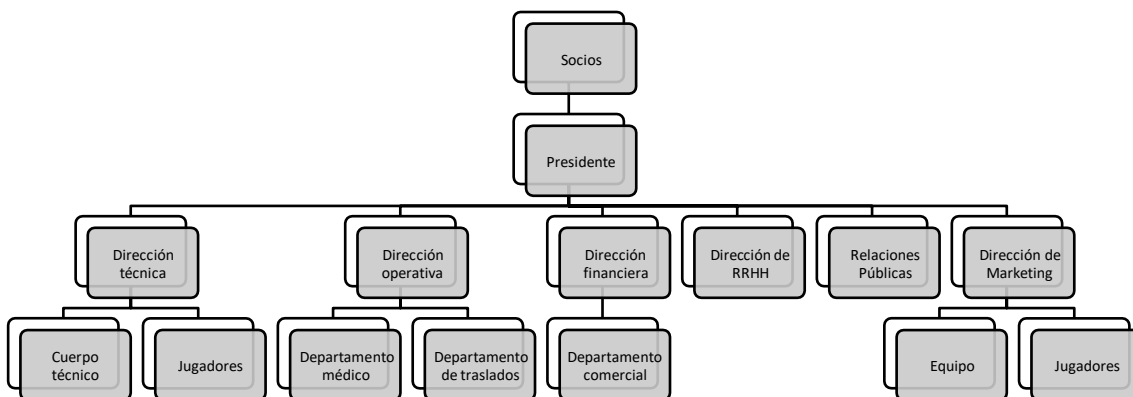 Socios
Presidente
Dirección
técnica
Dirección
operativa
Dirección
financiera
Dirección de
RRHH
Relaciones
Públicas
Dirección de
Marketing
Cuerpo
técnico
Jugadores
Departamento
médico
Departamento
de traslados
Departamento
comercial
Equipo
Jugadores